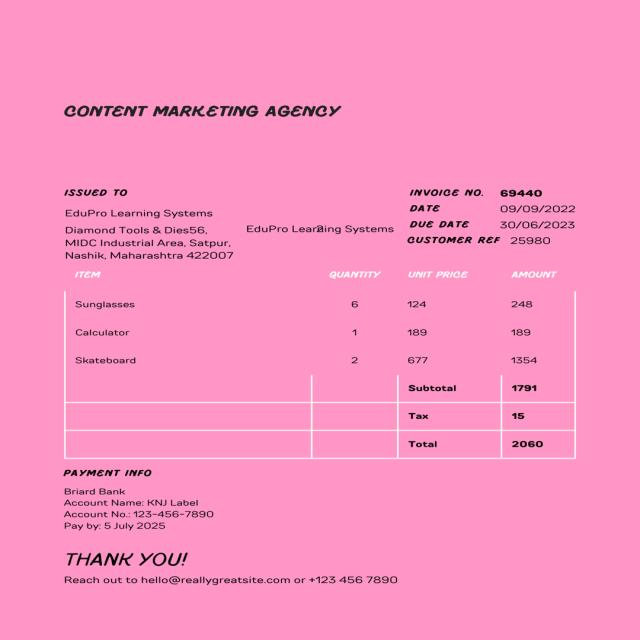 CONTENT MARKETING AGENCY
ISSUED TO
EduPro Learning Systems
Diamond Tools & Dies56,
MIDC Industrial Area, Satpur,
Nashik, Maharashtra 422007
EduPro Learning Systems
INVOICE NO. 69440
DATE 09/09/2022
DUE DATE 30/06/2023
CUSTOMER REF 25980
ITEM QUANTITY UNIT PRICE AMOUNT
Sunglasses 6 124 248
Calculator 1 189 189
Skateboard 2 677 1354
Subtotal 1791
Tax 15
Total 2060
PAYMENT INFO
Briard Bank
Account Name: KNJ Label
Account No.: 123-456-7890
Pay by: 5 July 2025
THANK YOU!
Reach out to hello@reallygreatsite.com or +123 456 7890